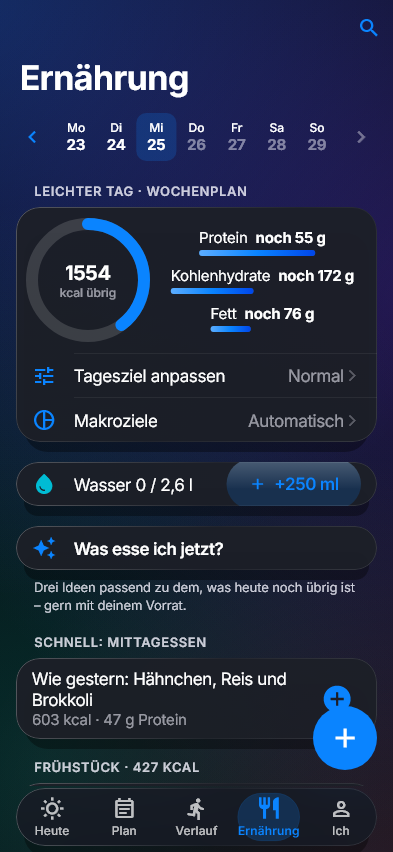 Ernährung
Mo Di Mi Do Fr Sa So
23 24 25 26 27 28 29
LEICHTER TAG · WOCHENPLAN
1554
kcal übrig
Protein noch 55 g
Kohlenhydrate noch 172 g
Fett noch 76 g
Tagesziel anpassen Normal
Makroziele Automatisch
Wasser 0 / 2,6 l + +250 ml
Was esse ich jetzt?
Drei Ideen passend zu dem, was heute noch übrig ist
– gern mit deinem Vorrat.
SCHNELL: MITTAGESSEN
Wie gestern: Hähnchen, Reis und
Brokkoli
603 kcal · 47 g Protein
FRÜHSTÜCK · 427 KCAL
Heute Plan Verlauf Ernährung Ich